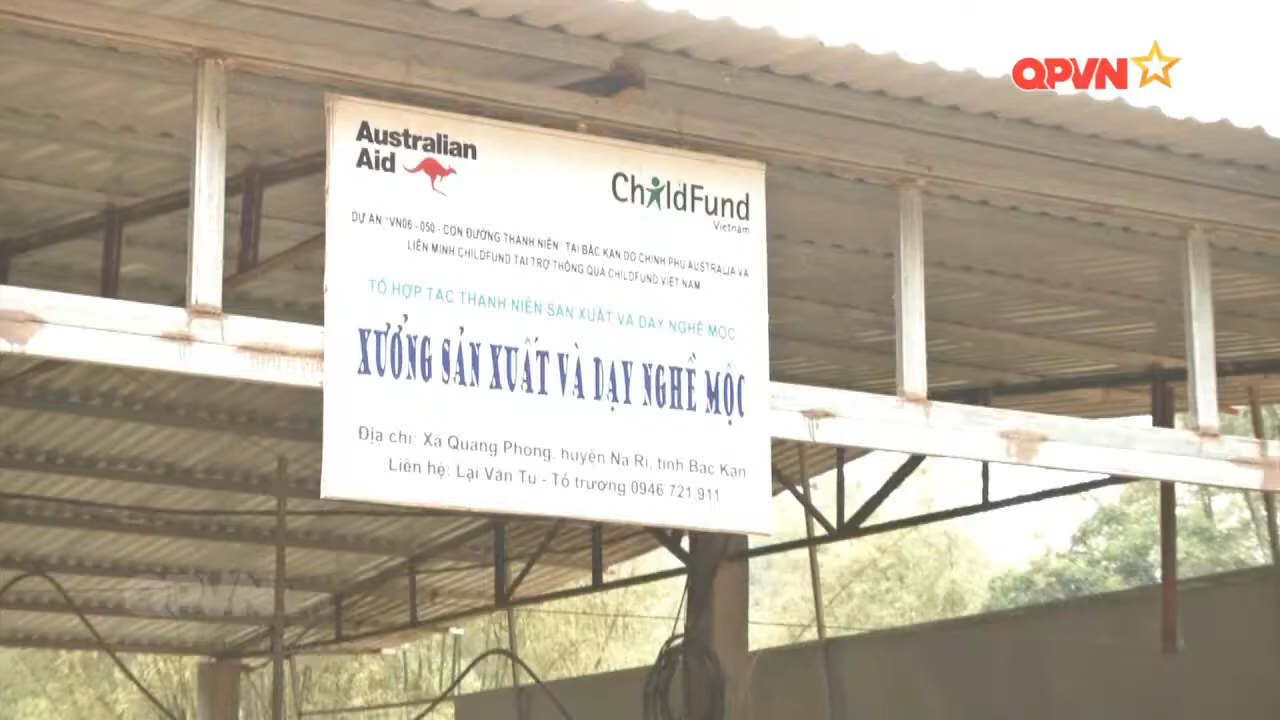 QPVN
Australian
Aid
ChildFund
Vietnam
DỰ ÁN "VN06 - 050 - CON ĐƯỜNG THANH NIÊN" TẠI BẮC KẠN DO CHÍNH PHỦ AUSTRALIA VÀ
LIÊN MINH CHILDFUND TÀI TRỢ THÔNG QUA CHILDFUND VIỆT NAM
TỔ HỢP TÁC THANH NIÊN SẢN XUẤT VÀ DẠY NGHỀ MỘC
XƯỞNG SẢN XUẤT VÀ DẠY NGHỀ MỘC
Địa chỉ: Xã Quang Phong, huyện Na Rì, tỉnh Bắc Kạn
Liên hệ: Lại Văn Tu - Tổ trưởng 0946 721 911
QPVN